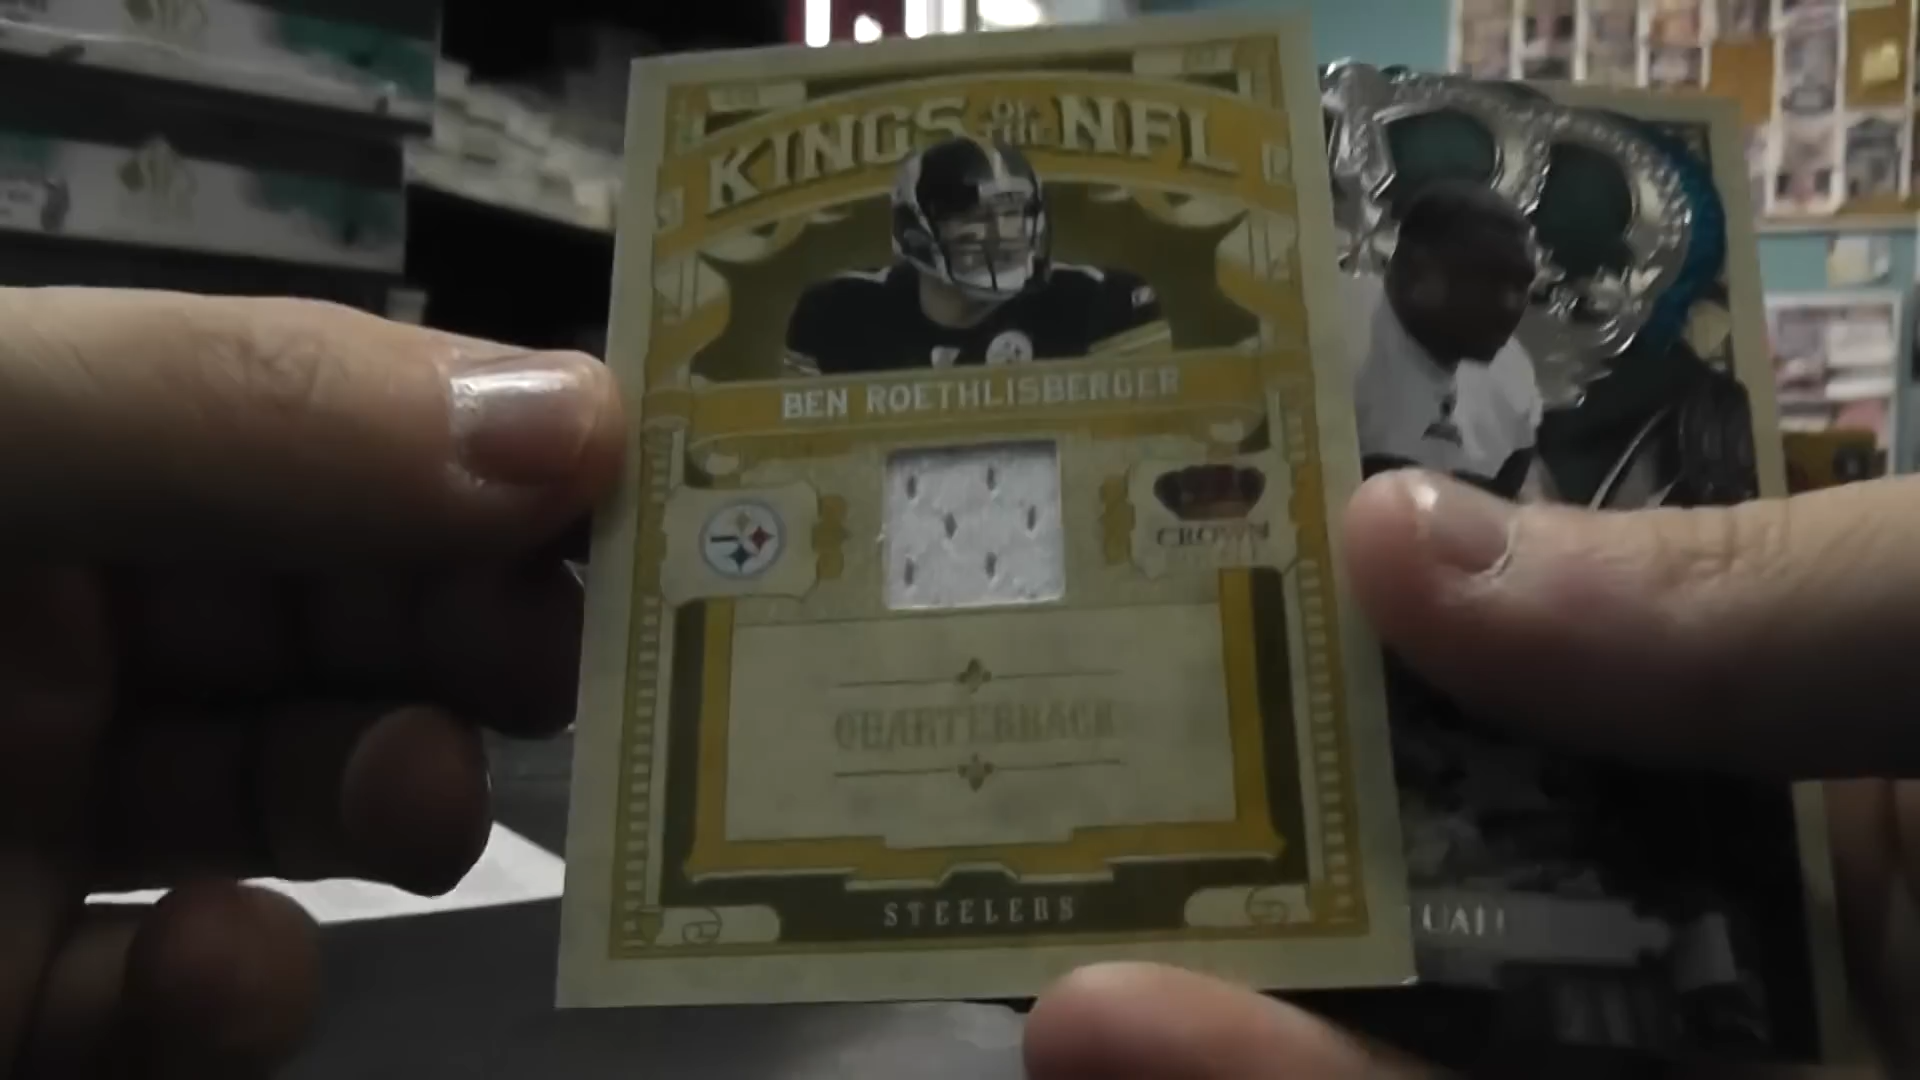 KINGS OF THE NFL
BEN ROETHLISBERGER
CROWN
QUARTERBACK
STEELERS